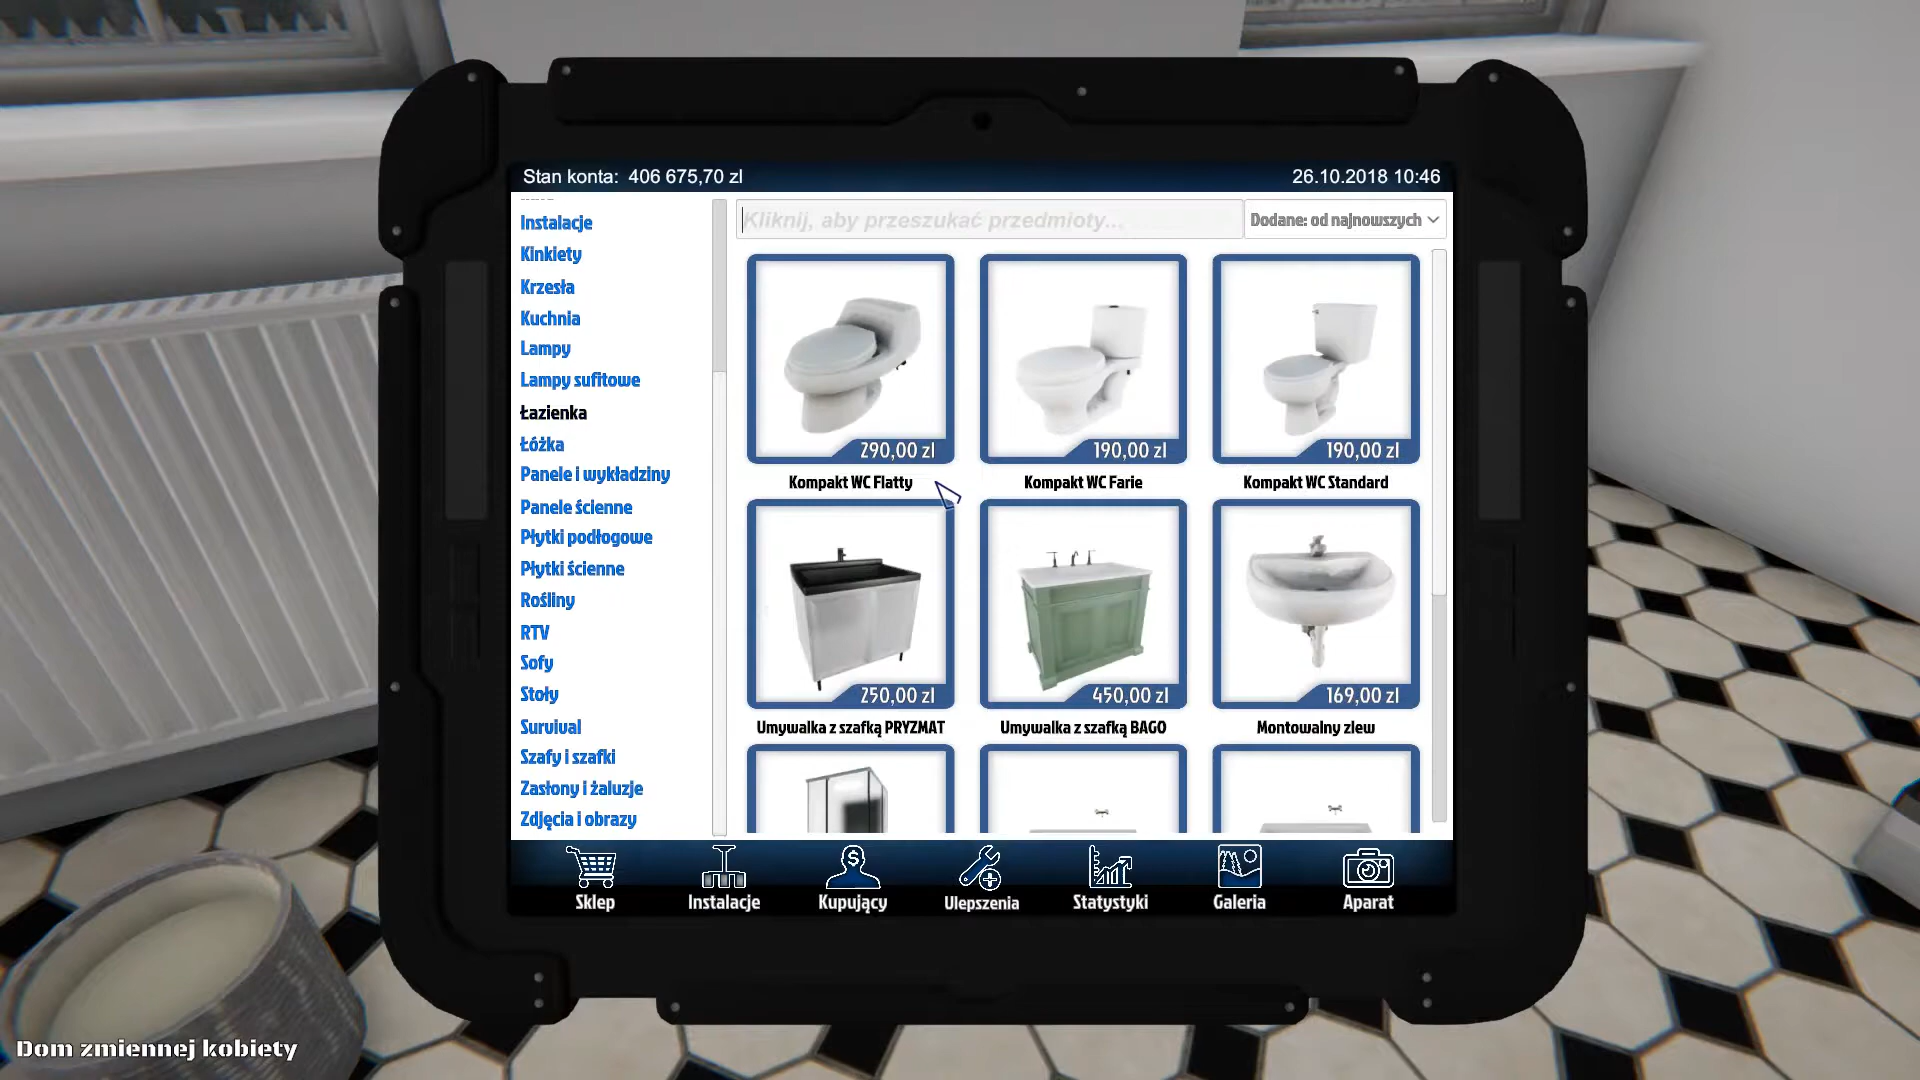 Stan konta: 406 675,70 zl
26.10.2018 10:46
Instalacje
Kinkiety
Krzesła
Kuchnia
Lampy
Lampy sufitowe
Łazienka
Łóżka
Panele i wykładziny
Panele ścienne
Płytki podłogowe
Płytki ścienne
Rośliny
RTV
Sofy
Stoły
Survival
Szafy i szafki
Zasłony i żaluzje
Zdjęcia i obrazy
Kliknij, aby przeszukać przedmioty...
Dodane: od najnowszych
290,00 zl
190,00 zl
190,00 zl
Kompakt WC Flatty
Kompakt WC Farie
Kompakt WC Standard
250,00 zl
450,00 zl
169,00 zl
Umywalka z szafką PRYZMAT
Umywalka z szafką BAGO
Montowalny zlew
Sklep
Instalacje
Kupujący
Ulepszenia
Statystyki
Galeria
Aparat
Dom zmiennej kobiety